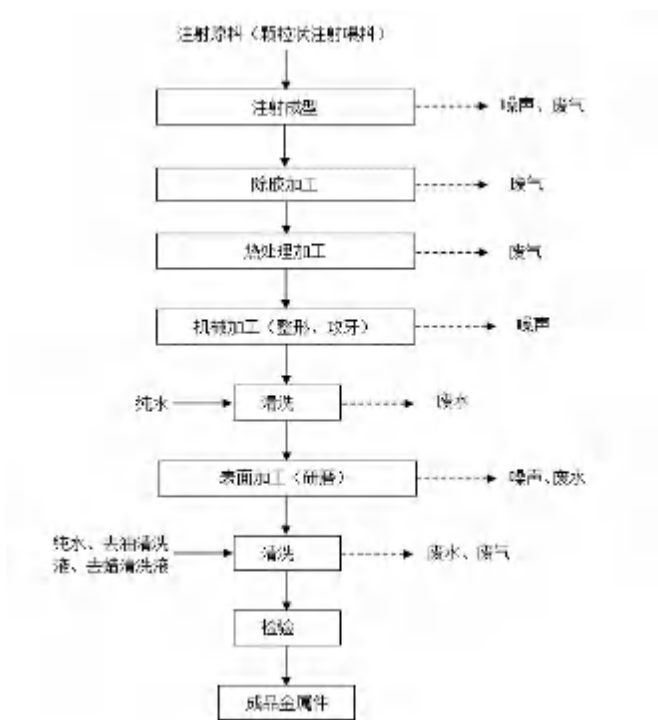 注射原料（颗粒状注射喂料）
注射成型
噪声、废气
除胶加工
废气
热处理加工
废气
机械加工（整形、攻牙）
噪声
纯水
清洗
废水
表面加工（研磨）
噪声、废水
纯水、去油清洗
液、去蜡清洗液
清洗
废水、废气
检验
成品金属件